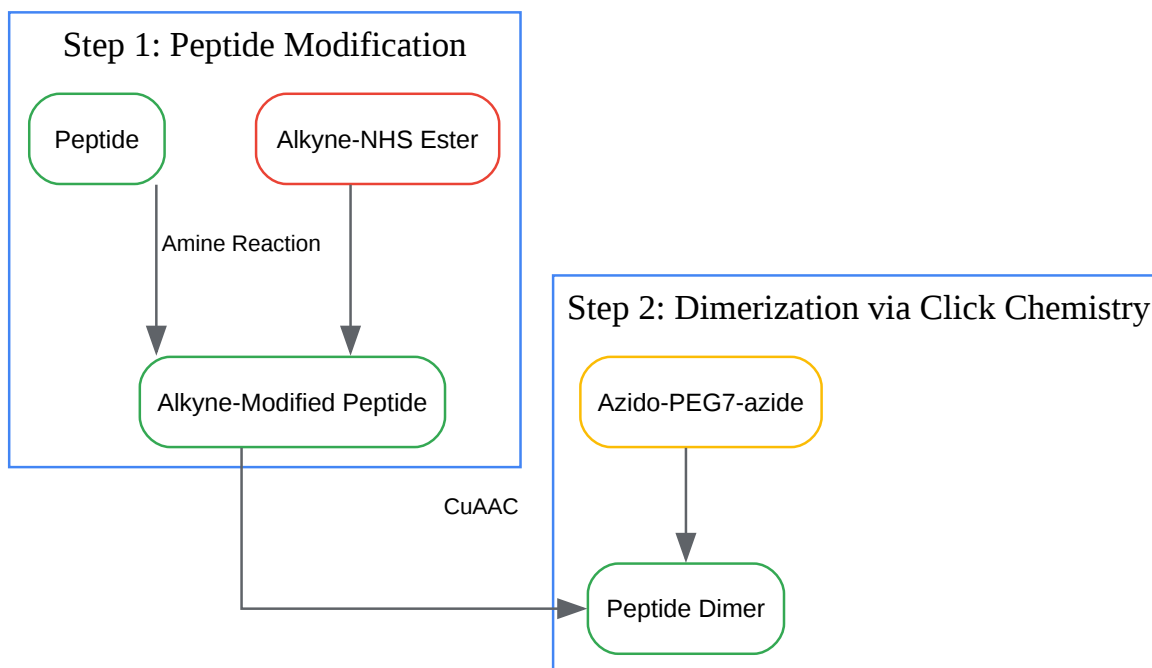 Step 1: Peptide Modification
Peptide
Alkyne-NHS Ester
Amine Reaction
Alkyne-Modified Peptide
Step 2: Dimerization via Click Chemistry
Azido-PEG7-azide
CuAAC
Peptide Dimer